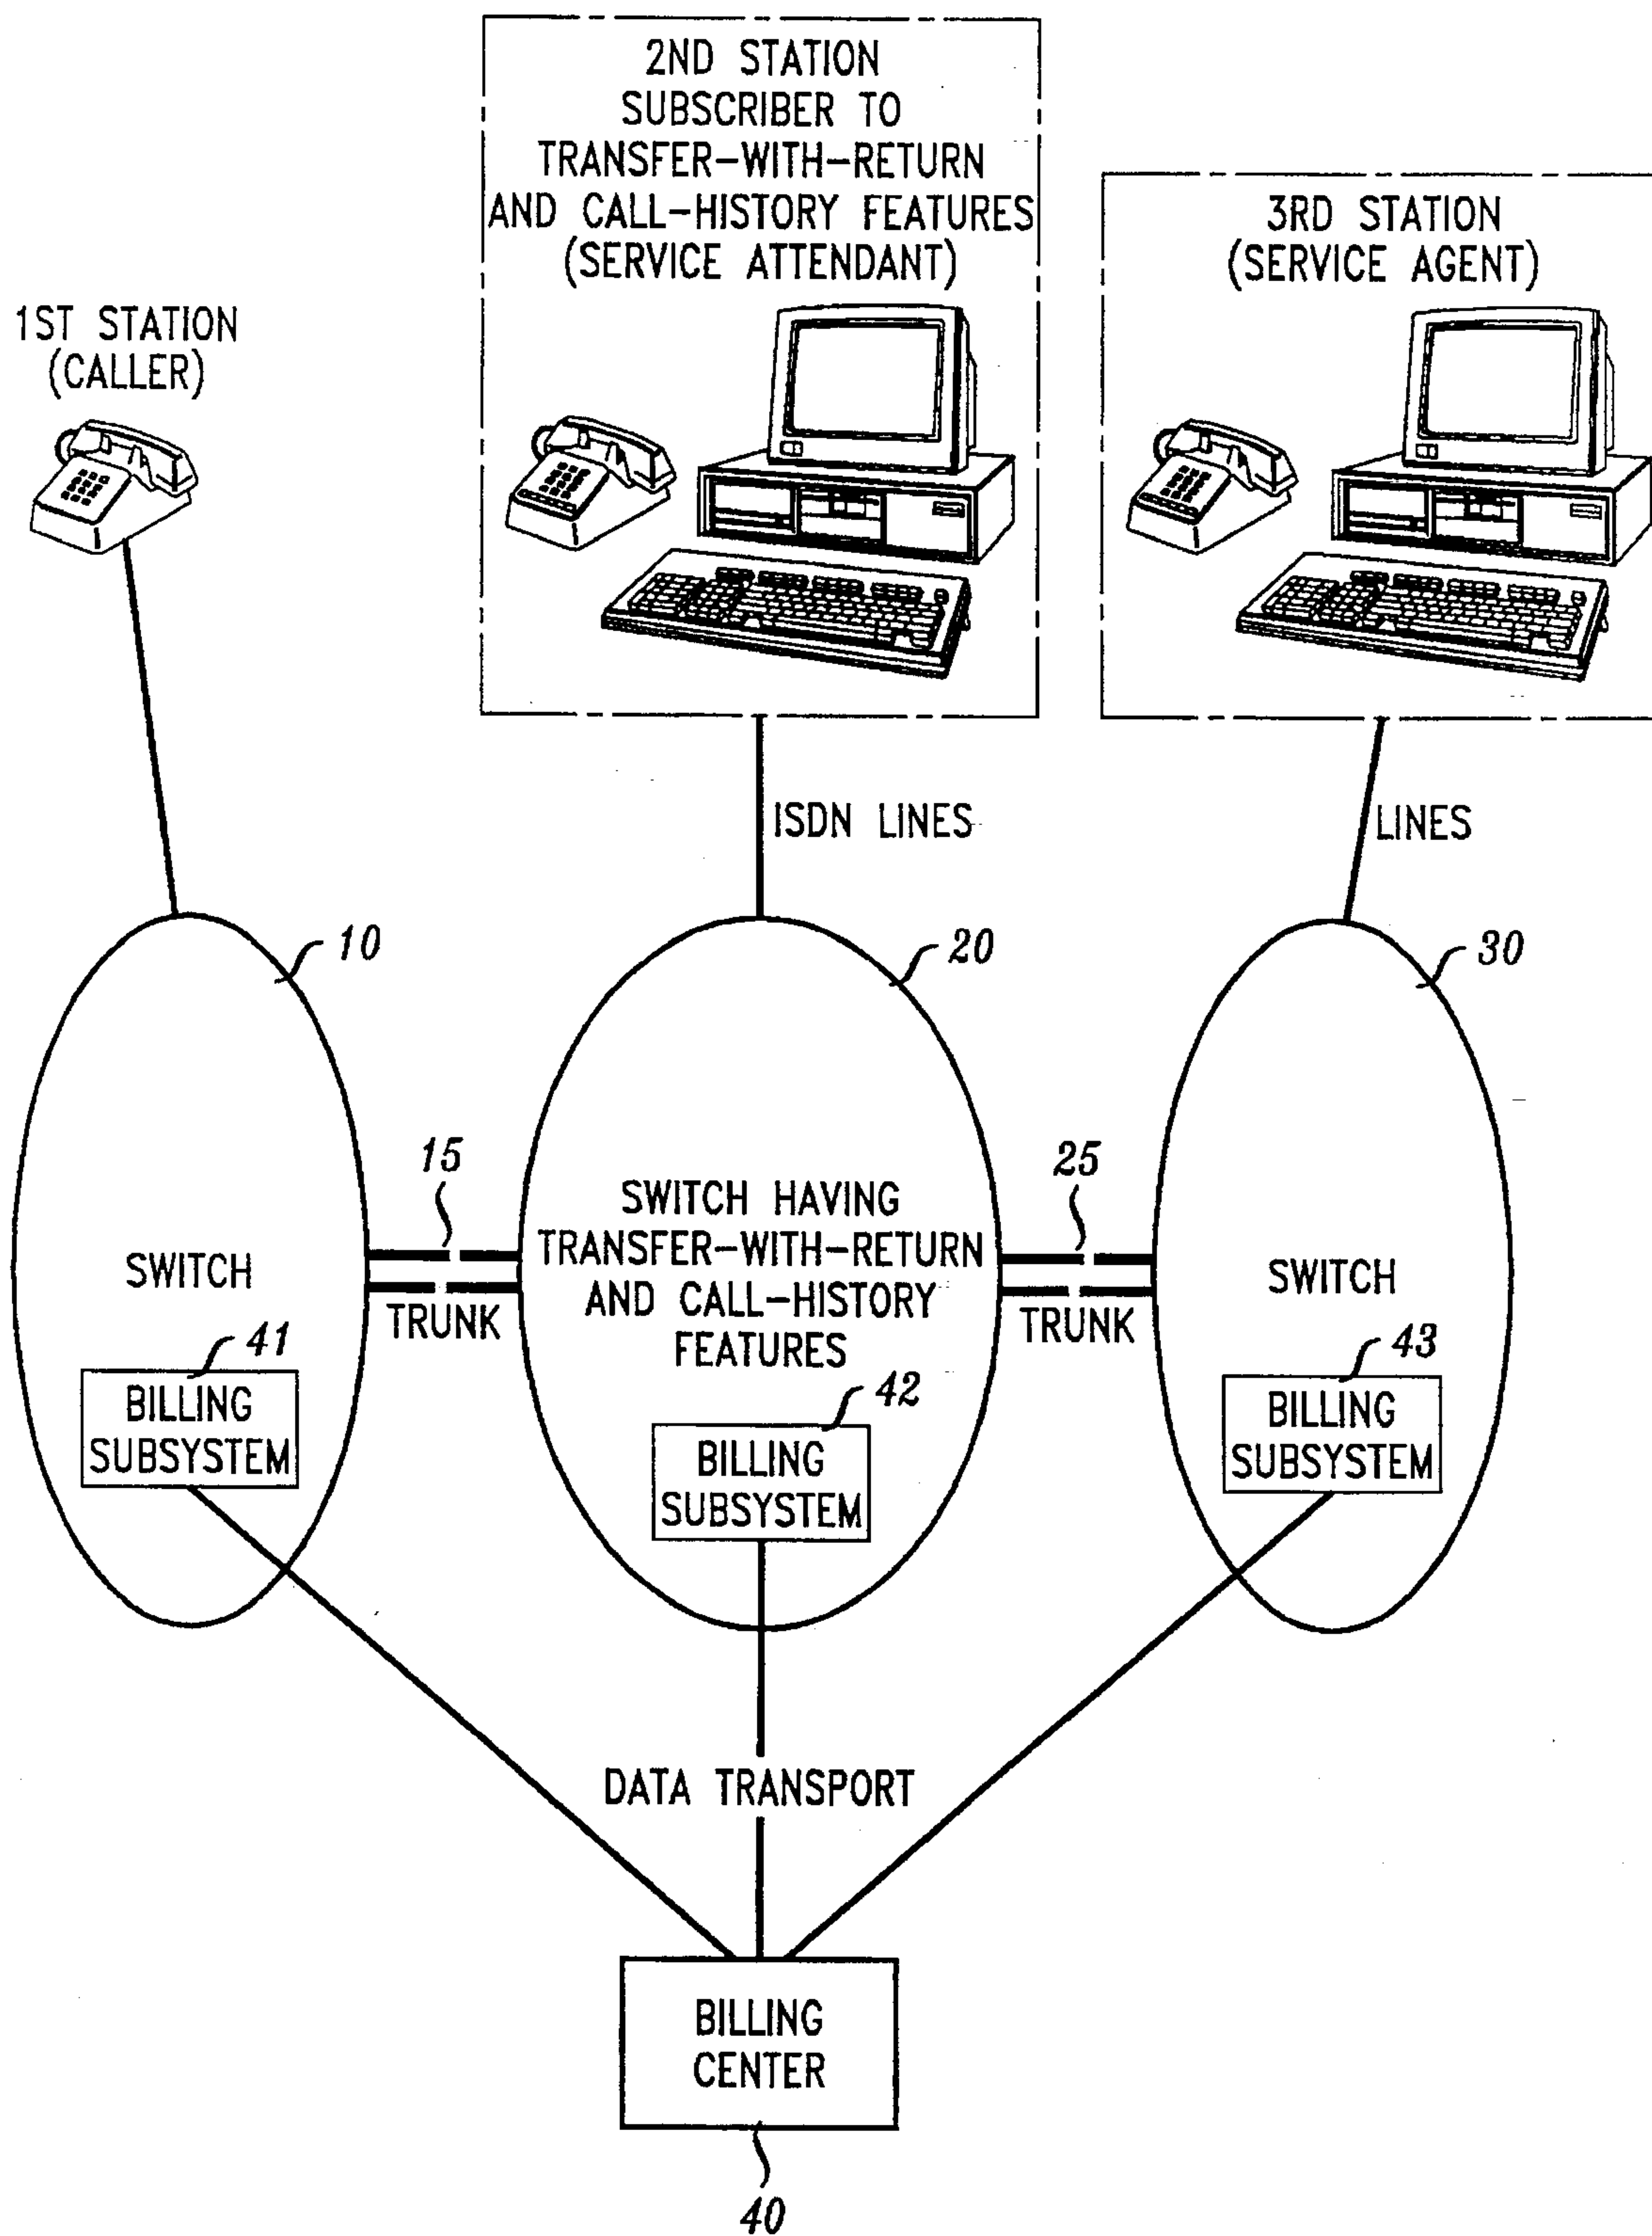 2ND STATION
SUBSCRIBER TO
TRANSFER-WITH-RETURN
AND CALL-HISTORY FEATURES
(SERVICE ATTENDANT)
3RD STATION
(SERVICE AGENT)
1ST STATION
(CALLER)
ISDN LINES
LINES
10
20
30
15
25
SWITCH
SWITCH HAVING
TRANSFER-WITH-RETURN
AND CALL-HISTORY
FEATURES
SWITCH
TRUNK
TRUNK
41
BILLING
SUBSYSTEM
42
BILLING
SUBSYSTEM
43
BILLING
SUBSYSTEM
DATA TRANSPORT
BILLING
CENTER
40